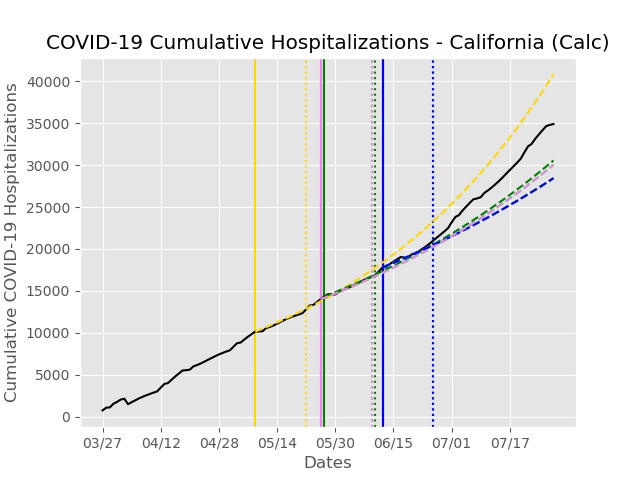 COVID-19 Cumulative Hospitalizations - California (Calc)
Cumulative COVID-19 Hospitalizations
40000
35000
30000
25000
20000
15000
10000
5000
0
03/27 04/12 04/28 05/14 05/30 06/15 07/01 07/17
Dates